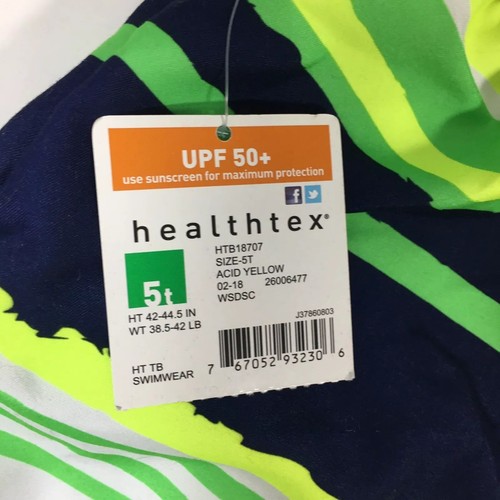 UPF 50+
use sunscreen for maximum protection
f
healthtex®
HTB18707
SIZE-5T
ACID YELLOW
02-18 26006477
WSDSC
5t
HT 42-44.5 IN
WT 38.5-42 LB
J37860803
HT TB
SWIMWEAR
7 67052 93230 6